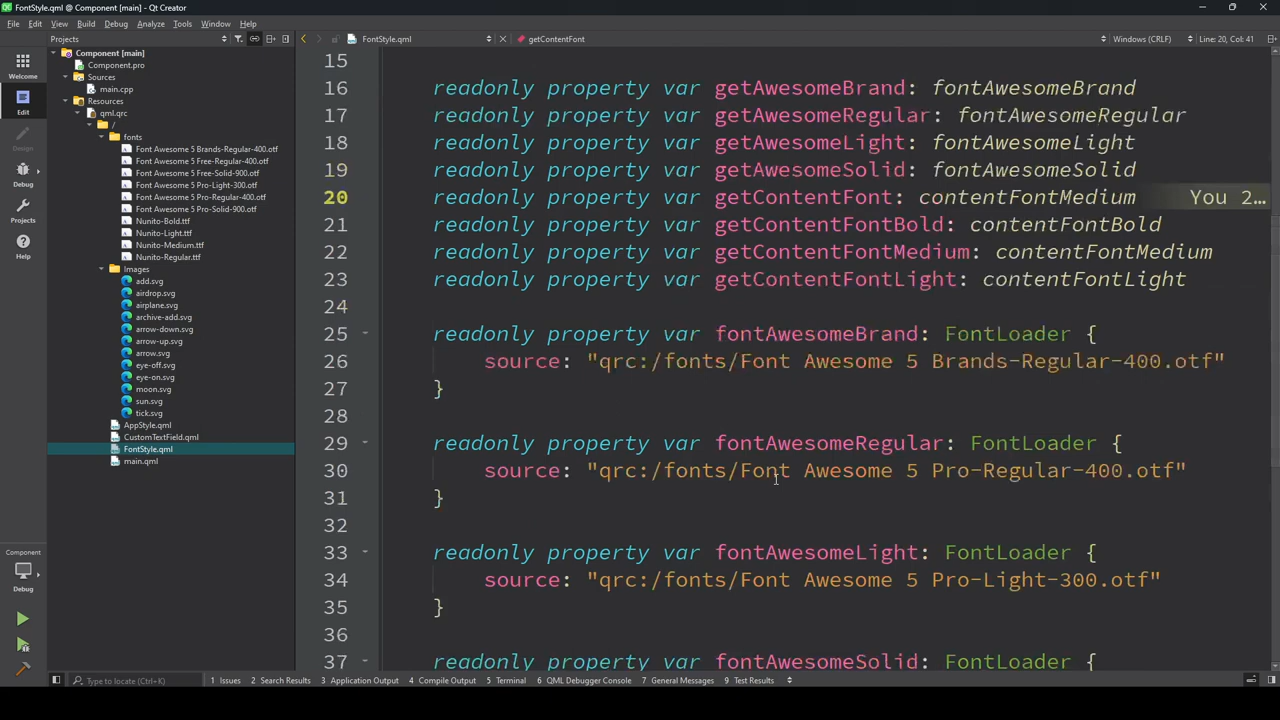 FontStyle.qml @ Component [main] - Qt Creator
File Edit View Build Debug Analyze Tools Window Help
Projects
FontStyle.qml
getContentFont
Windows (CRLF)
Line: 20, Col: 41
Welcome
Edit
Design
Debug
Projects
Help
Component
Debug
Component [main]
Component.pro
Sources
main.cpp
Resources
qml.qrc
/
fonts
Font Awesome 5 Brands-Regular-400.otf
Font Awesome 5 Free-Regular-400.otf
Font Awesome 5 Free-Solid-900.otf
Font Awesome 5 Pro-Light-300.otf
Font Awesome 5 Pro-Regular-400.otf
Font Awesome 5 Pro-Solid-900.otf
Nunito-Bold.ttf
Nunito-Light.ttf
Nunito-Medium.ttf
Nunito-Regular.ttf
Images
add.svg
airdrop.svg
airplane.svg
archive-add.svg
arrow-down.svg
arrow-up.svg
arrow.svg
eye-off.svg
eye-on.svg
moon.svg
sun.svg
tick.svg
AppStyle.qml
CustomTextField.qml
FontStyle.qml
main.qml
15
16 readonly property var getAwesomeBrand: fontAwesomeBrand
17 readonly property var getAwesomeRegular: fontAwesomeRegular
18 readonly property var getAwesomeLight: fontAwesomeLight
19 readonly property var getAwesomeSolid: fontAwesomeSolid
20 readonly property var getContentFont: contentFontMedium You 2…
21 readonly property var getContentFontBold: contentFontBold
22 readonly property var getContentFontMedium: contentFontMedium
23 readonly property var getContentFontLight: contentFontLight
24
25 readonly property var fontAwesomeBrand: FontLoader {
26 source: "qrc:/fonts/Font Awesome 5 Brands-Regular-400.otf"
27 }
28
29 readonly property var fontAwesomeRegular: FontLoader {
30 source: "qrc:/fonts/Font Awesome 5 Pro-Regular-400.otf"
31 }
32
33 readonly property var fontAwesomeLight: FontLoader {
34 source: "qrc:/fonts/Font Awesome 5 Pro-Light-300.otf"
35 }
36
37 readonly property var fontAwesomeSolid: FontLoader {
Type to locate (Ctrl+K)
1 Issues 2 Search Results 3 Application Output 4 Compile Output 5 Terminal 6 QML Debugger Console 7 General Messages 9 Test Results